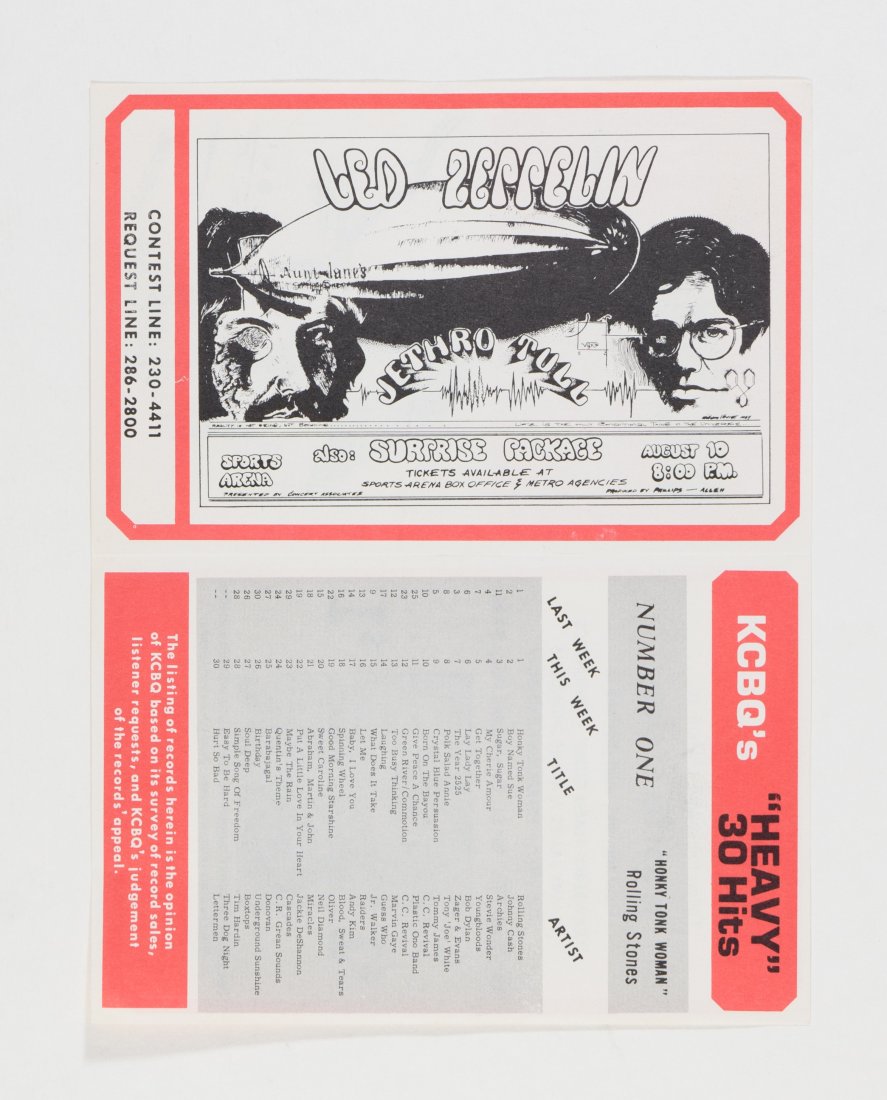 LED ZEPPELIN
Aunt Jane's
JETHRO TULL
REALITY IS NOT BEING, BUT BECOMING
SPORTS ARENA
ALSO: SURPRISE PACKAGE
AUGUST 10
8:00 P.M.
TICKETS AVAILABLE AT
SPORTS ARENA BOX OFFICE & METRO AGENCIES
PRESENTED BY CONCERT ASSOCIATES
PRODUCED BY PHILLIPS — ALLEN
CONTEST LINE: 230-4411
REQUEST LINE: 286-2800
KCBQ's "HEAVY"
30 Hits
NUMBER ONE "HONKY TONK WOMAN"
Rolling Stones
LAST WEEK THIS WEEK TITLE ARTIST
1 1 Honky Tonk Woman Rolling Stones
2 2 Boy Named Sue Johnny Cash
11 3 Sugar, Sugar Archies
4 4 My Cherie Amour Stevie Wonder
7 5 Get Together Youngbloods
6 6 Lay Lady Lay Bob Dylan
3 7 The Year 2525 Zager & Evans
8 8 Polk Salad Annie Tony 'Joe' White
5 9 Crystal Blue Persuasion Tommy James
10 10 Born On The Bayou C. C. Revival
25 11 Give Peace A Chance Plastic Ono Band
23 12 Green River/Commotion C. C. Revival
12 13 Too Busy Thinking Marvin Gaye
17 14 Laughing Guess Who
9 15 What Does It Take Jr. Walker
13 16 Let Me Raiders
14 17 Baby, I Love You Andy Kim
16 18 Spinning Wheel Blood, Sweat & Tears
22 19 Good Morning Starshine Oliver
15 20 Sweet Caroline Neil Diamond
18 21 Abraham, Martin & John Miracles
19 22 Put A Little Love In Your Heart Jackie DeShannon
29 23 Maybe The Rain Cascades
24 24 Quentin's Theme C.R. Grean Sounds
27 25 Barabajagal Donovan
30 26 Birthday Underground Sunshine
26 27 Soul Deep Boxtops
28 28 Simple Song Of Freedom Tim Hardin
-- 29 Easy To Be Hard Three Dog Night
-- 30 Hurt So Bad Lettermen
The listing of records herein is the opinion
of KCBQ based on its survey of record sales,
listener requests, and KCBQ's judgement
of the records' appeal.